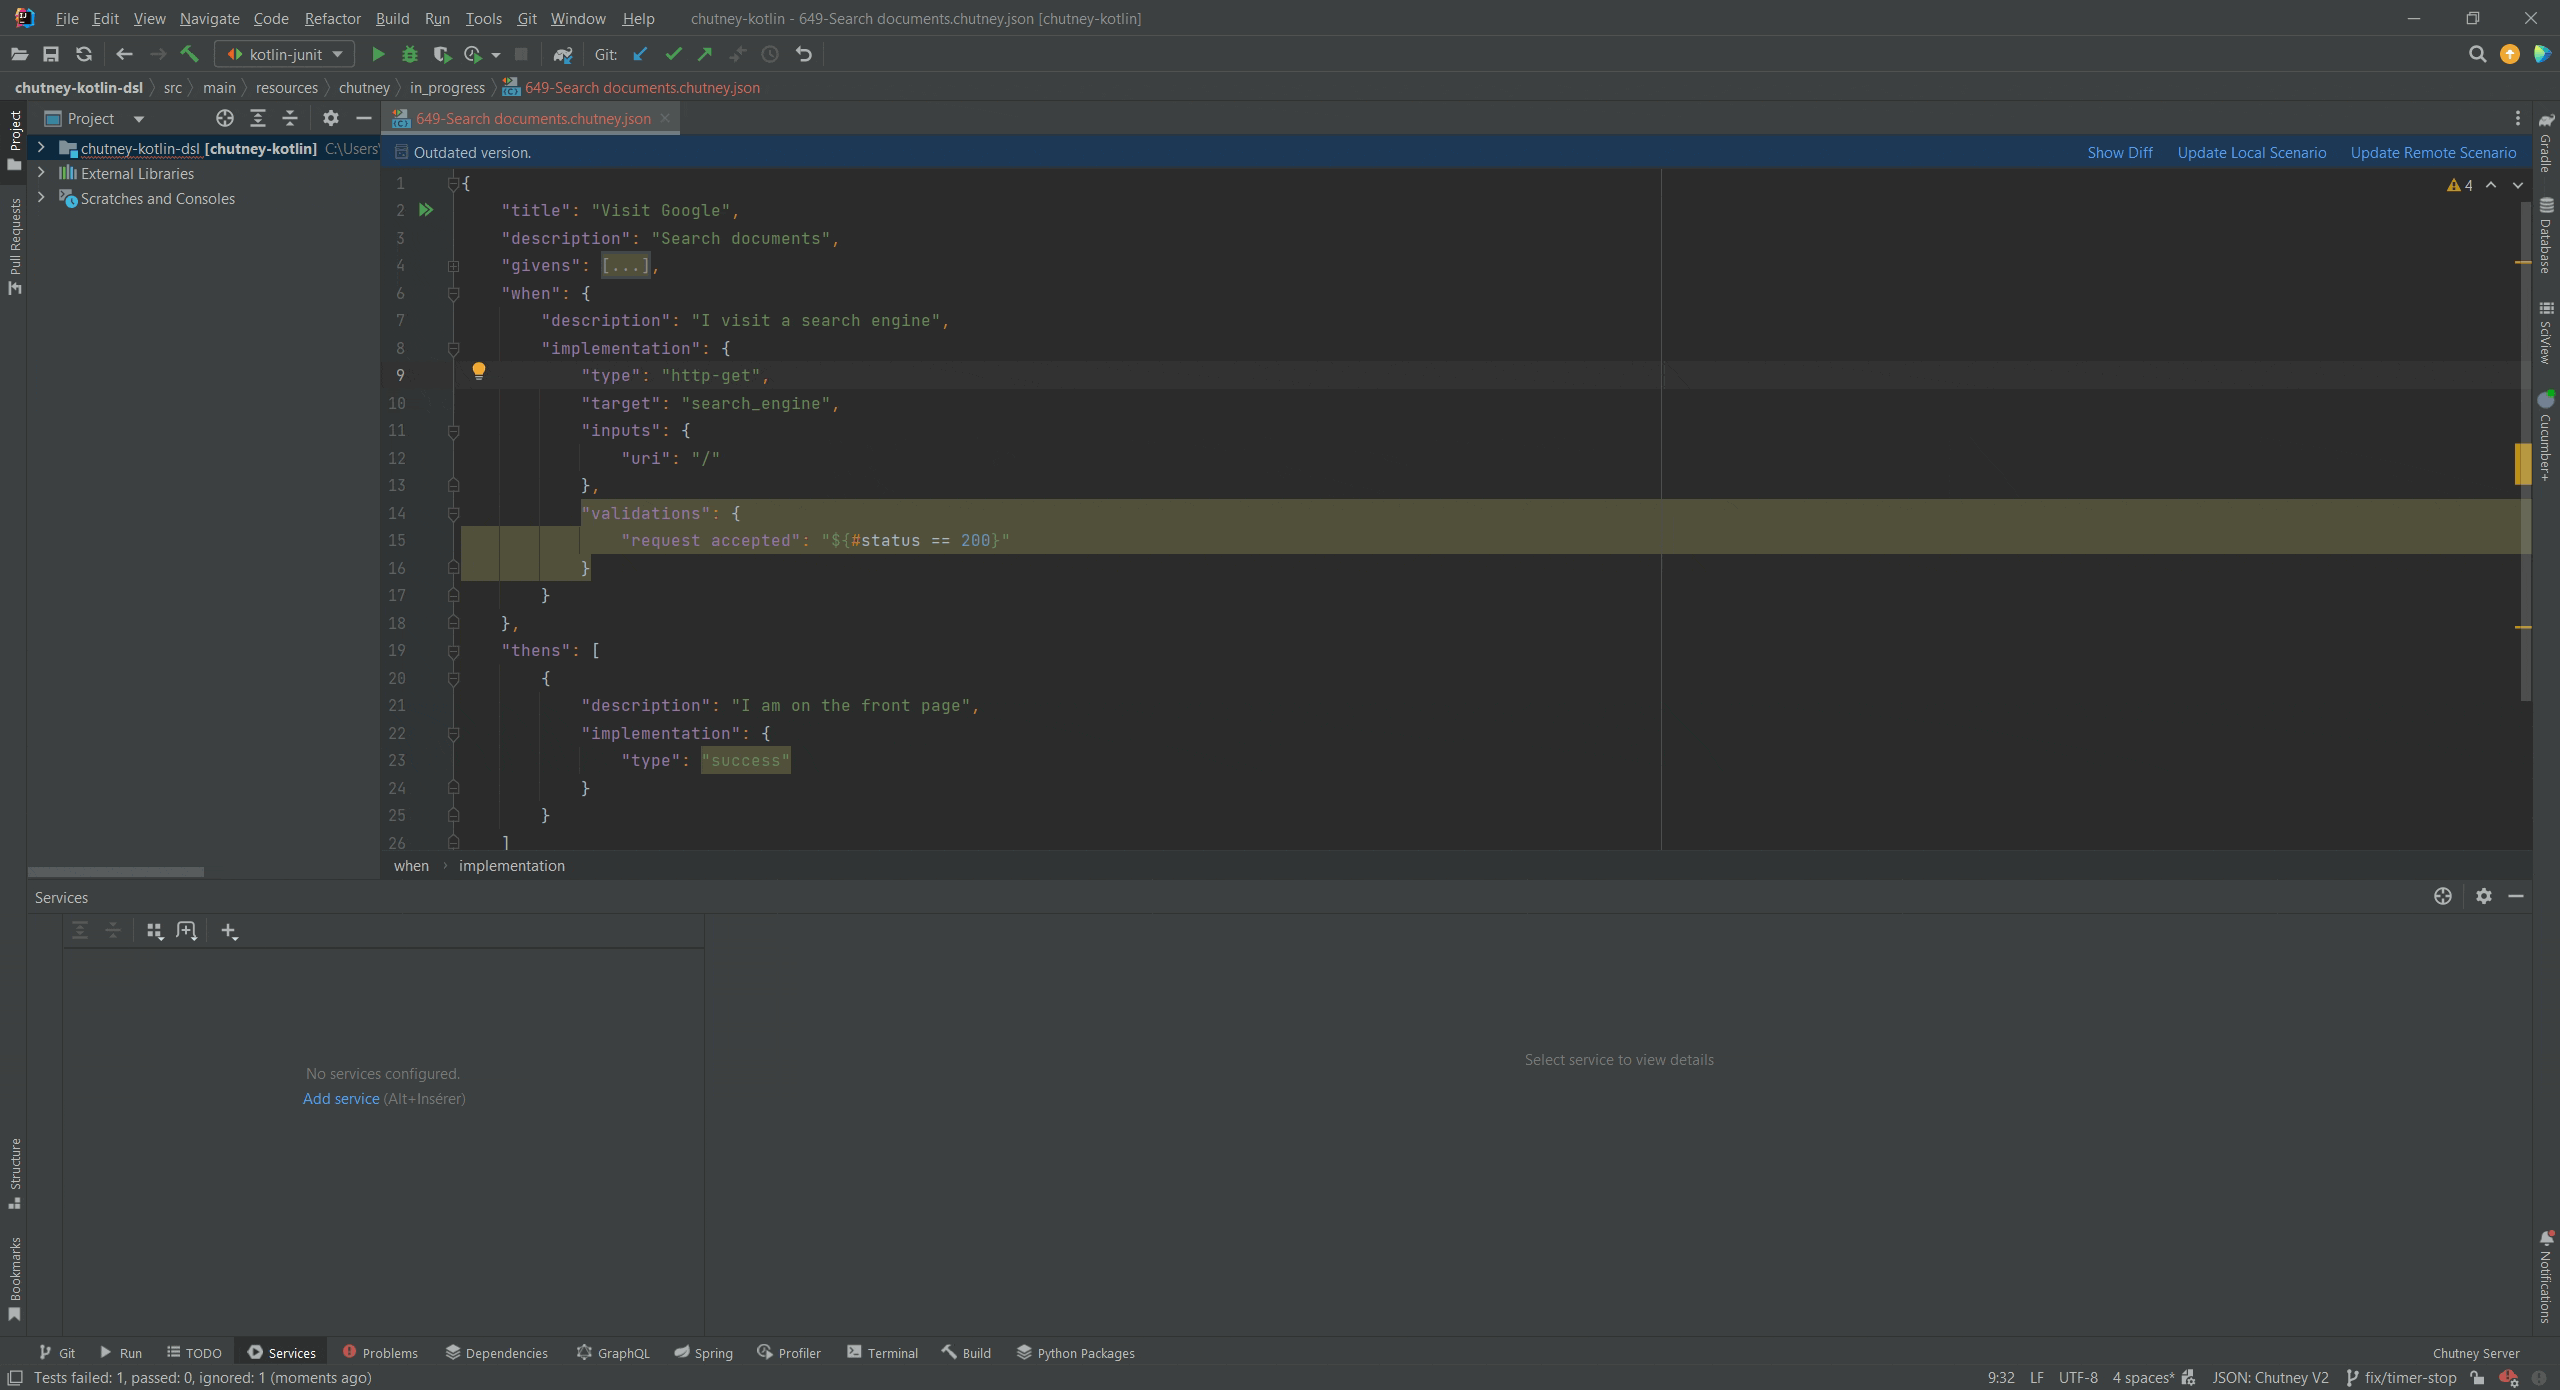 File Edit View Navigate Code Refactor Build Run Tools Git Window Help chutney-kotlin - 649-Search documents.chutney.json [chutney-kotlin]
kotlin-junit Git:
chutney-kotlin-dsl src main resources chutney in_progress 649-Search documents.chutney.json
Project 649-Search documents.chutney.json
chutney-kotlin-dsl [chutney-kotlin] C:\Users\
External Libraries
Scratches and Consoles
Outdated version. Show Diff Update Local Scenario Update Remote Scenario
4
1 {
2 "title": "Visit Google",
3 "description": "Search documents",
4 "givens": [...],
6 "when": {
7 "description": "I visit a search engine",
8 "implementation": {
9 "type": "http-get",
10 "target": "search_engine",
11 "inputs": {
12 "uri": "/"
13 },
14 "validations": {
15 "request accepted": "${#status == 200}"
16 }
17 }
18 },
19 "thens": [
20 {
21 "description": "I am on the front page",
22 "implementation": {
23 "type": "success"
24 }
25 }
26 ]
when implementation
Project
Pull Requests
Structure
Bookmarks
Gradle
Database
SciView
Cucumber+
Notifications
Services
No services configured.
Add service (Alt+Insérer)
Select service to view details
Git Run TODO Services Problems Dependencies GraphQL Spring Profiler Terminal Build Python Packages Chutney Server
Tests failed: 1, passed: 0, ignored: 1 (moments ago) 9:32 LF UTF-8 4 spaces* JSON: Chutney V2 fix/timer-stop